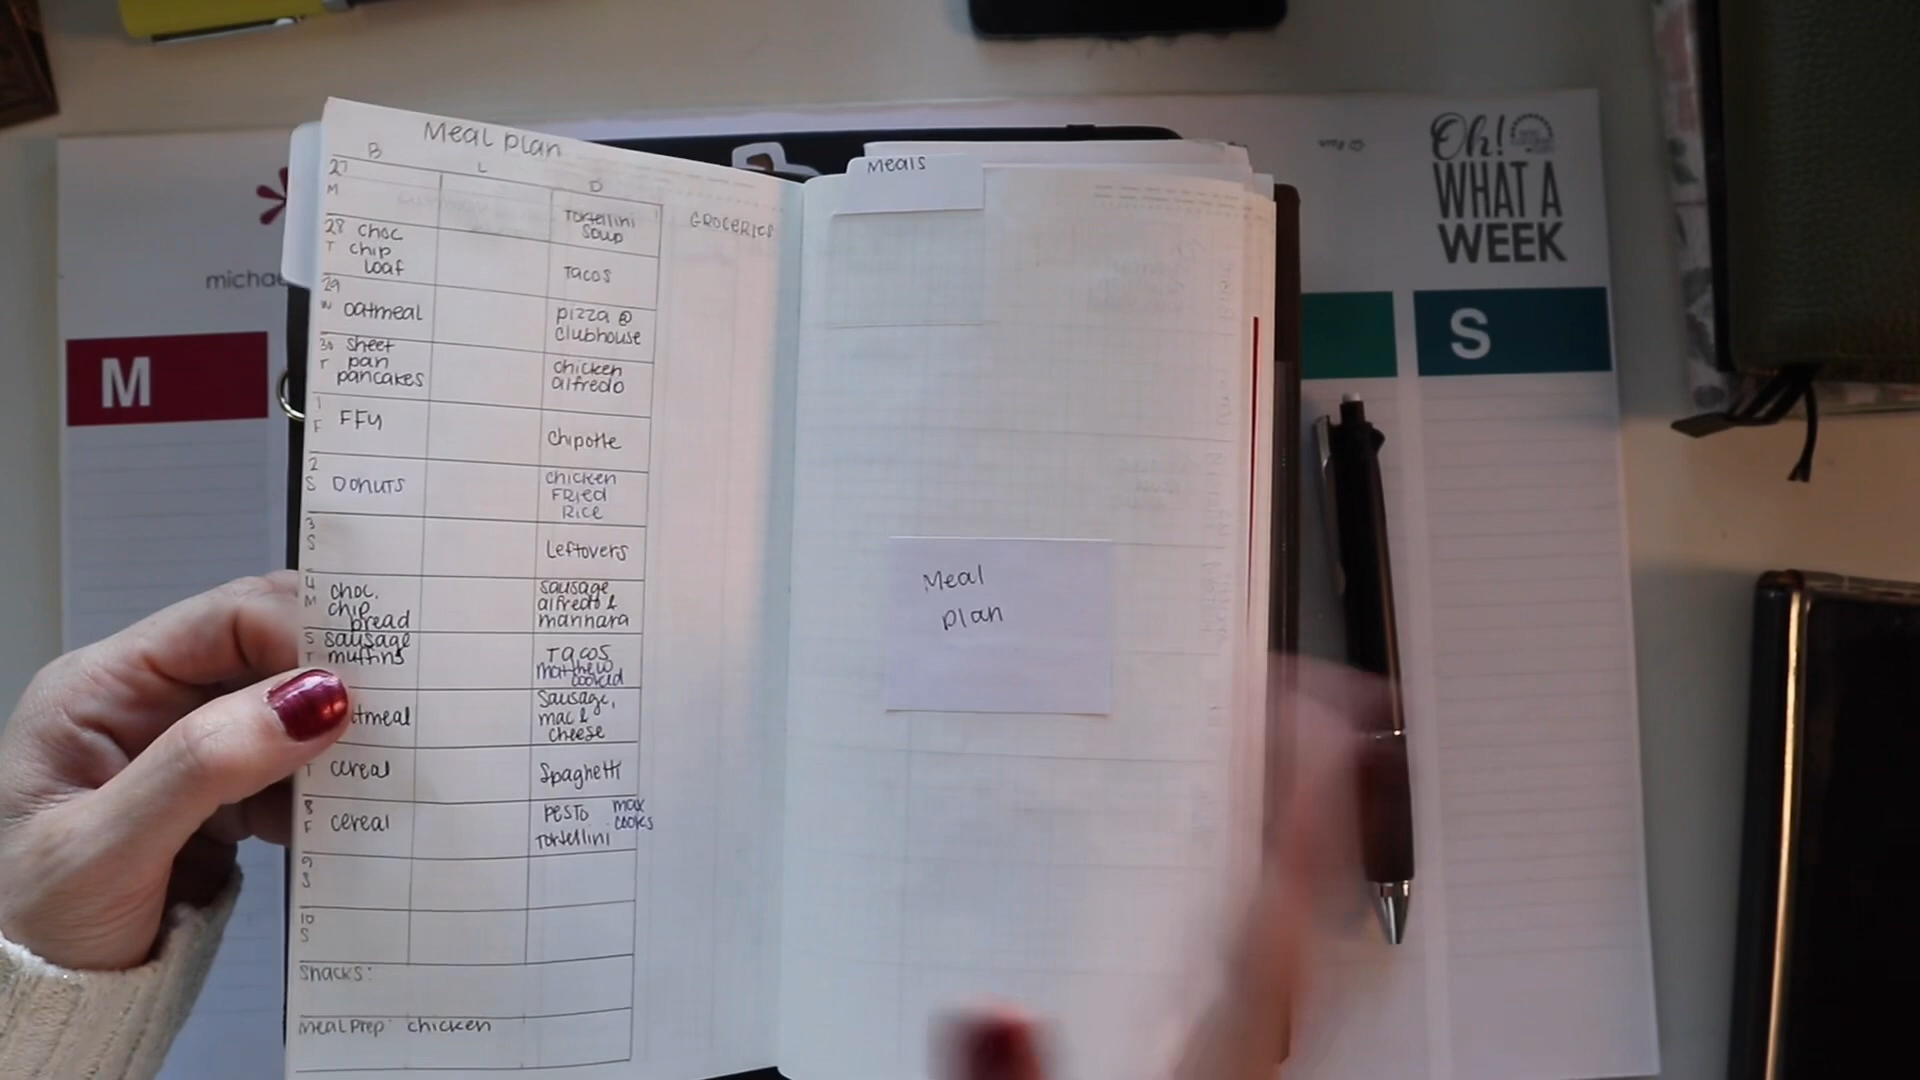 Meal plan
B
L
D
GROCERIES
27
M
Tortellini
Soup
28 choc
T chip
loaf
Tacos
29
W oatmeal
pizza @
clubhouse
30 sheet
T pan
pancakes
chicken
alfredo
1
F FFY
Chipotle
2
S DONUTS
chicken
FRIED
RICE
3
S
Leftovers
4
M choc.
chip
bread
sausage
alfredo &
mannara
5 sausage
T muffins
Tacos
matthew
cooked
tmeal
Sausage,
mac &
cheese
T cereal
Spaghetti
8
F cereal
pesto
Tortellini
max
cooks
9
S
10
S
Snacks:
Meal Prep: chicken
Meals
Meal
plan
michae
M
Oh!
WHAT A
WEEK
S